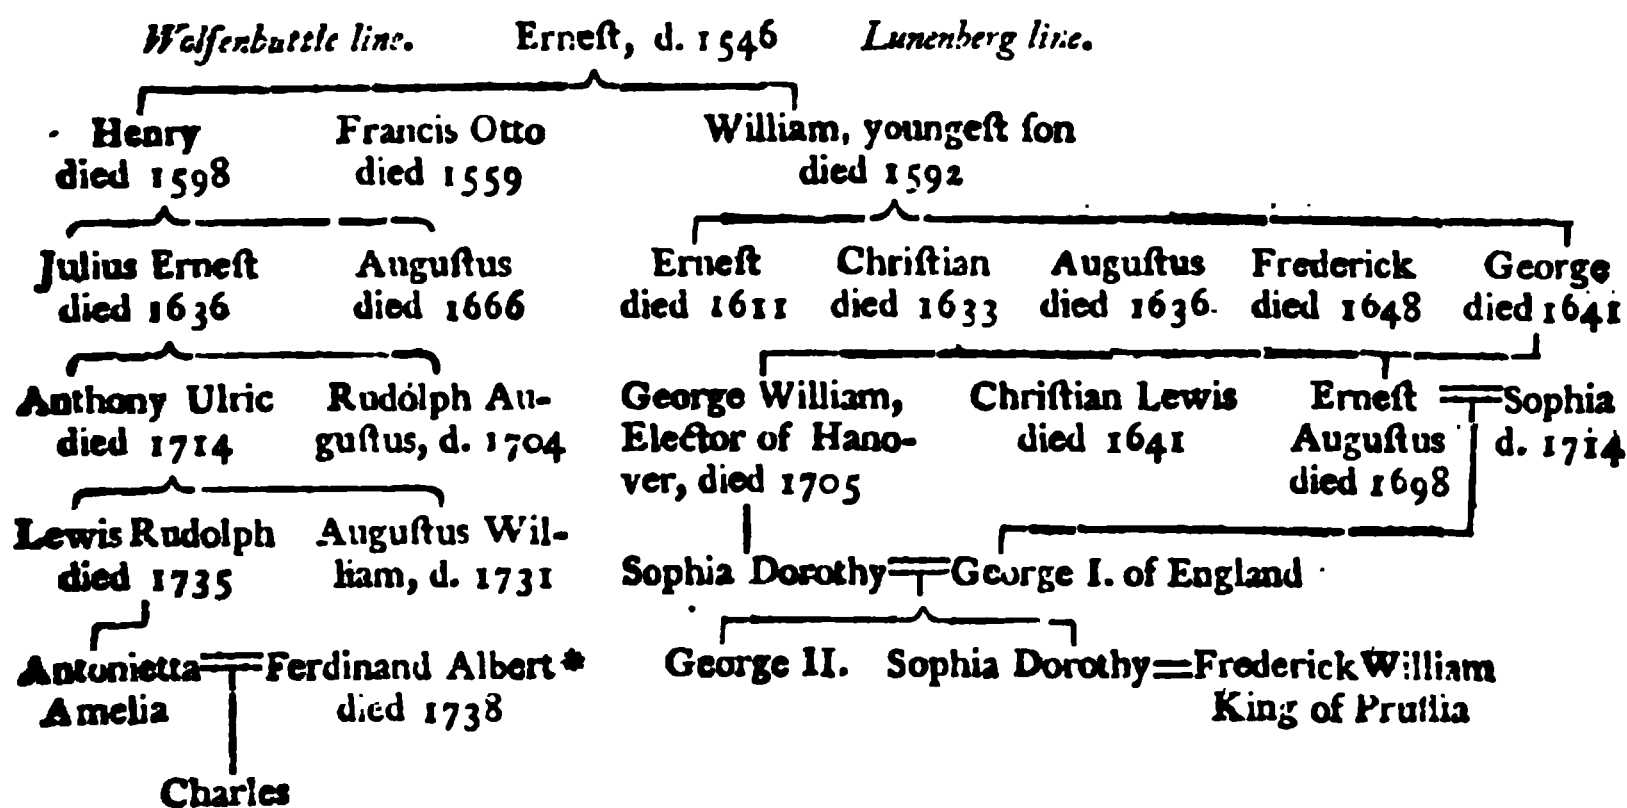 Wolfenbuttle line. Erneſt, d. 1546 Lunenberg line.
Henry Francis Otto William, youngeſt ſon
died 1598 died 1559 died 1592
Julius Erneſt Auguſtus Erneſt Chriſtian Auguſtus Frederick George
died 1636 died 1666 died 1611 died 1633 died 1636. died 1648 died 1641
Anthony Ulric Rudolph Au- George William, Chriſtian Lewis Erneſt Sophia
died 1714 guſtus, d. 1704 Elector of Hano- died 1641 Auguſtus d. 1714
ver, died 1705 died 1698
Lewis Rudolph Auguſtus Wil-
died 1735 liam, d. 1731 Sophia Dorothy George I. of England
Antonietta Ferdinand Albert* George II. Sophia Dorothy=Frederick William
Amelia died 1738 King of Pruſſia
Charles